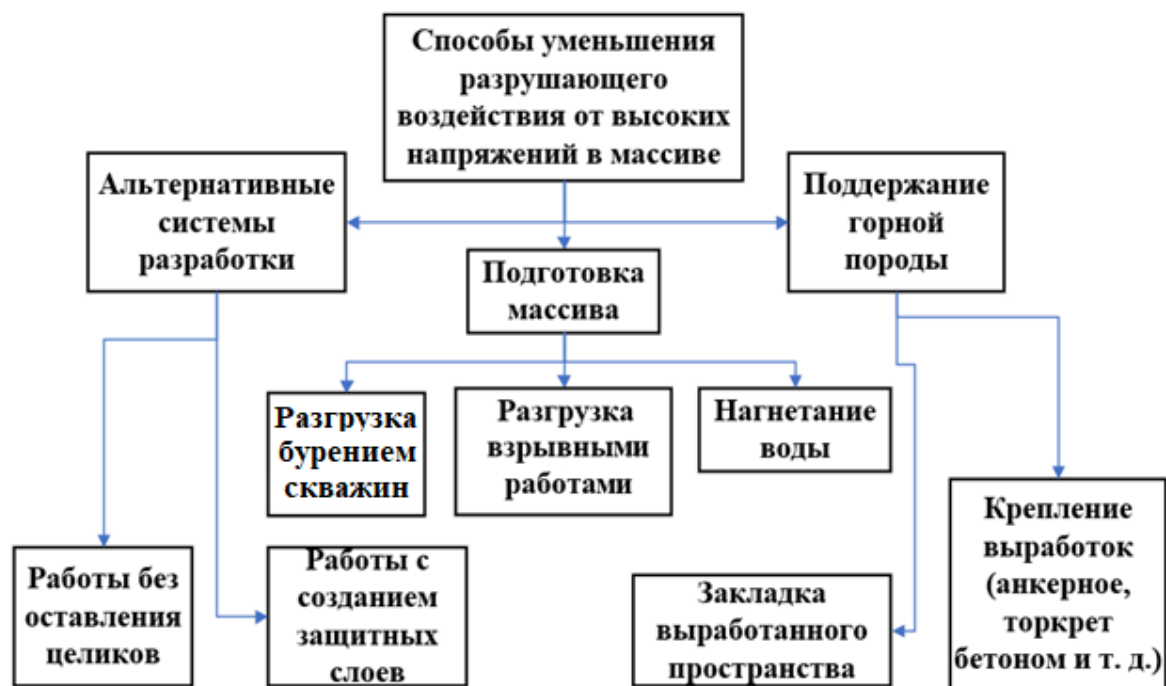 Способы уменьшения
разрушающего
воздействия от высоких
напряжений в массиве
Альтернативные
системы
разработки
Подготовка
массива
Поддержание
горной
породы
Разгрузка
бурением
скважин
Разгрузка
взрывными
работами
Нагнетание
воды
Работы без
оставления
целиков
Работы с
созданием
защитных
слоев
Закладка
выработанного
пространства
Крепление
выработок
(анкерное,
торкрет
бетоном и т. д.)